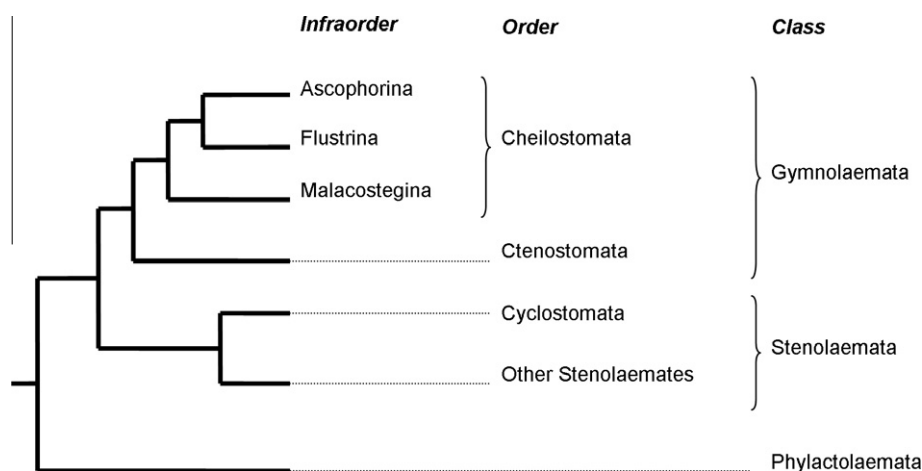 Infraorder Order Class
Ascophorina
Flustrina Cheilostomata
Gymnolaemata
Malacostegina
Ctenostomata
Cyclostomata
Stenolaemata
Other Stenolaemates
Phylactolaemata